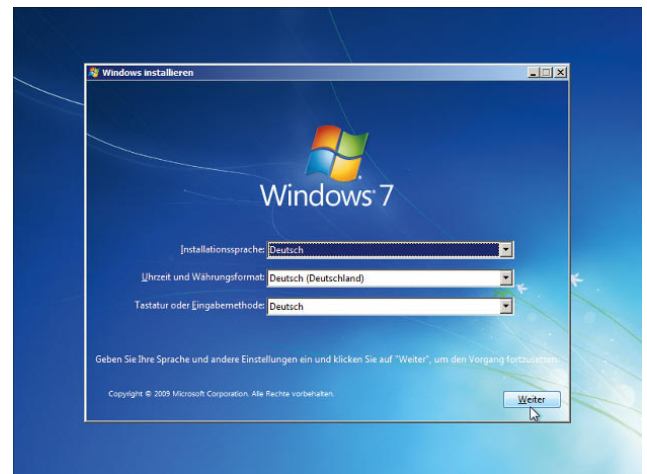 Windows installieren
Windows 7
Installationssprache: Deutsch
Uhrzeit und Währungsformat: Deutsch (Deutschland)
Tastatur oder Eingabemethode: Deutsch
Geben Sie Ihre Sprache und andere Einstellungen ein und klicken Sie auf "Weiter", um den Vorgang fortzusetzen.
Copyright © 2009 Microsoft Corporation. Alle Rechte vorbehalten.
Weiter